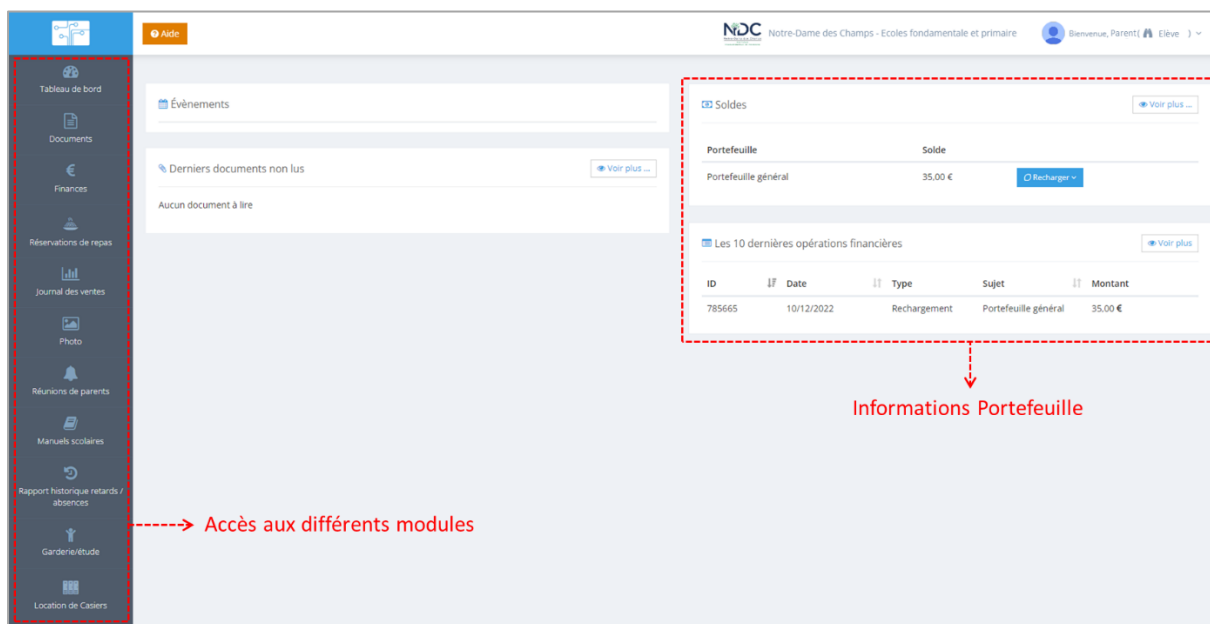 Aide
NDC
Notre-Dame des Champs - Ecoles fondamentale et primaire
Bienvenue, Parent( Elève )
Tableau de bord
Documents
Finances
Réservations de repas
Journal des ventes
Photo
Réunions de parents
Manuels scolaires
Rapport historique retards /
absences
Garderie/étude
Location de Casiers
Évènements
Derniers documents non lus
Voir plus ...
Aucun document à lire
Soldes
Voir plus ...
Portefeuille Solde
Portefeuille général 35,00 € Recharger
Les 10 dernières opérations financières
Voir plus
ID Date Type Sujet Montant
785665 10/12/2022 Rechargement Portefeuille général 35.00 €
Informations Portefeuille
Accès aux différents modules